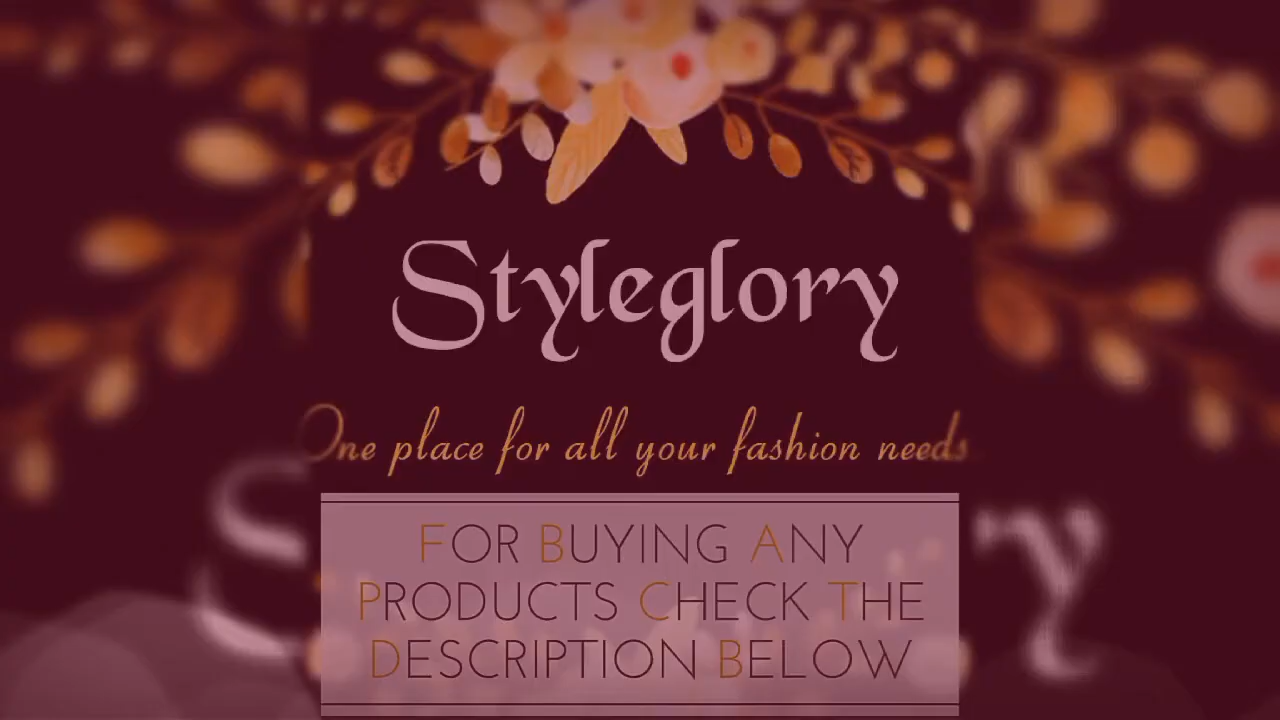 Styleglory
One place for all your fashion needs
FOR BUYING ANY
PRODUCTS CHECK THE
DESCRIPTION BELOW